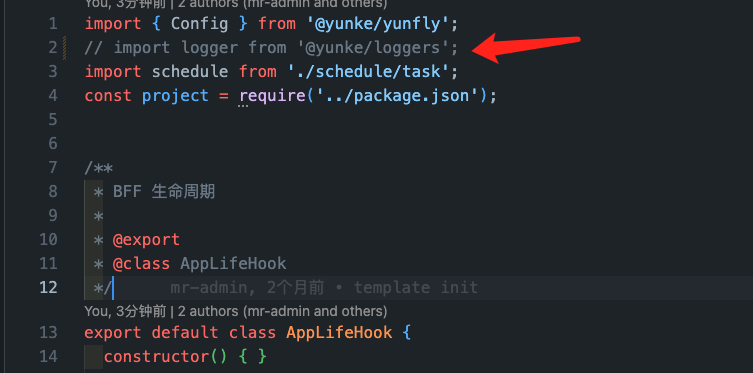 You, 3分钟前 | 2 authors (mr-admin and others)
1 import { Config } from '@yunke/yunfly';
2 // import logger from '@yunke/loggers';
3 import schedule from './schedule/task';
4 const project = require('../package.json');
5
6
7 /**
8 * BFF 生命周期
9 *
10 * @export
11 * @class AppLifeHook
12 */ mr-admin, 2个月前 • template init
You, 3分钟前 | 2 authors (mr-admin and others)
13 export default class AppLifeHook {
14 constructor() { }